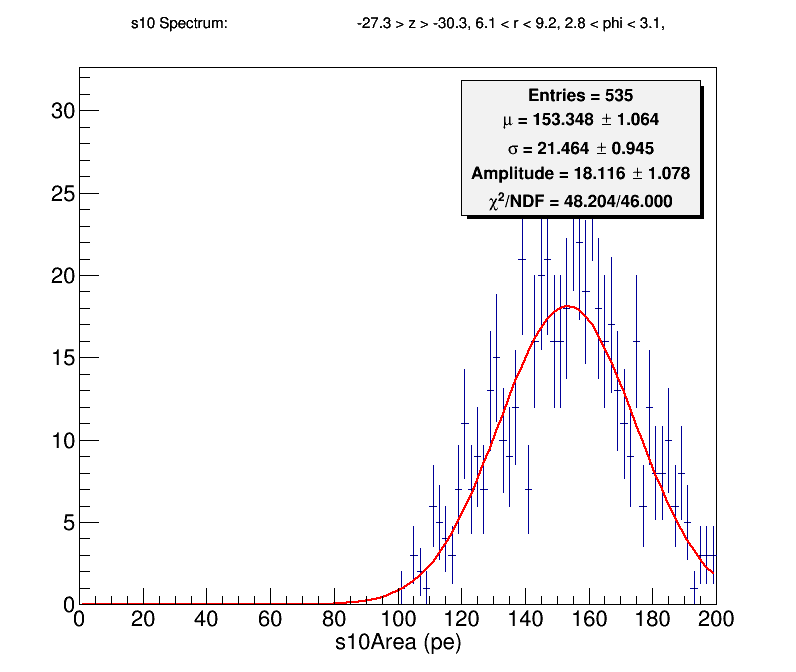 s10 Spectrum: -27.3 > z > -30.3, 6.1 < r < 9.2, 2.8 < phi < 3.1,
Entries = 535
μ = 153.348 ± 1.064
σ = 21.464 ± 0.945
Amplitude = 18.116 ± 1.078
χ²/NDF = 48.204/46.000
30
25
20
15
10
5
0
0 20 40 60 80 100 120 140 160 180 200
s10Area (pe)